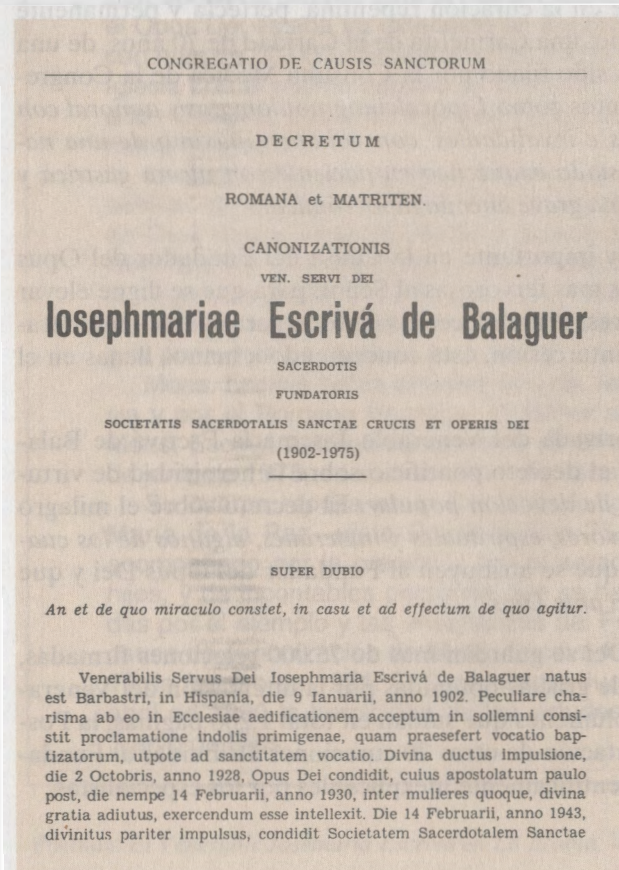 CONGREGATIO DE CAUSIS SANCTORUM
DECRETUM
ROMANA et MATRITEN.
CANONIZATIONIS
VEN. SERVI DEI
Iosephmariae Escrivá de Balaguer
SACERDOTIS
FUNDATORIS
SOCIETATIS SACERDOTALIS SANCTAE CRUCIS ET OPERIS DEI
(1902-1975)
SUPER DUBIO
An et de quo miraculo constet, in casu et ad effectum de quo agitur.
Venerabilis Servus Dei Iosephmaria Escrivá de Balaguer natus
est Barbastri, in Hispania, die 9 Ianuarii, anno 1902. Peculiare cha-
risma ab eo in Ecclesiae aedificationem acceptum in sollemni consi-
stit proclamatione indolis primigenae, quam praesefert vocatio bap-
tizatorum, utpote ad sanctitatem vocatio. Divina ductus impulsione,
die 2 Octobris, anno 1928, Opus Dei condidit, cuius apostolatum paulo
post, die nempe 14 Februarii, anno 1930, inter mulieres quoque, divina
gratia adiutus, exercendum esse intellexit. Die 14 Februarii, anno 1943,
divinitus pariter impulsus, condidit Societatem Sacerdotalem Sanctae